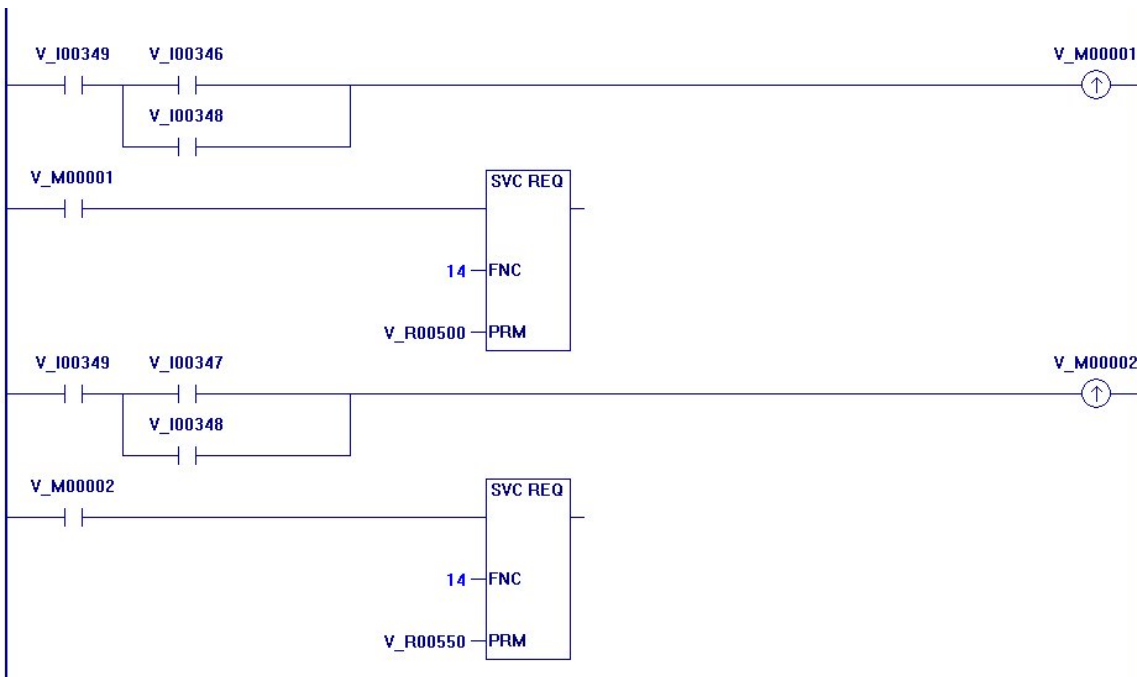 V_I00349 V_I00346 V_M00001
V_I00348
V_M00001 SVC REQ
14 FNC
V_R00500 PRM
V_I00349 V_I00347 V_M00002
V_I00348
V_M00002 SVC REQ
14 FNC
V_R00550 PRM